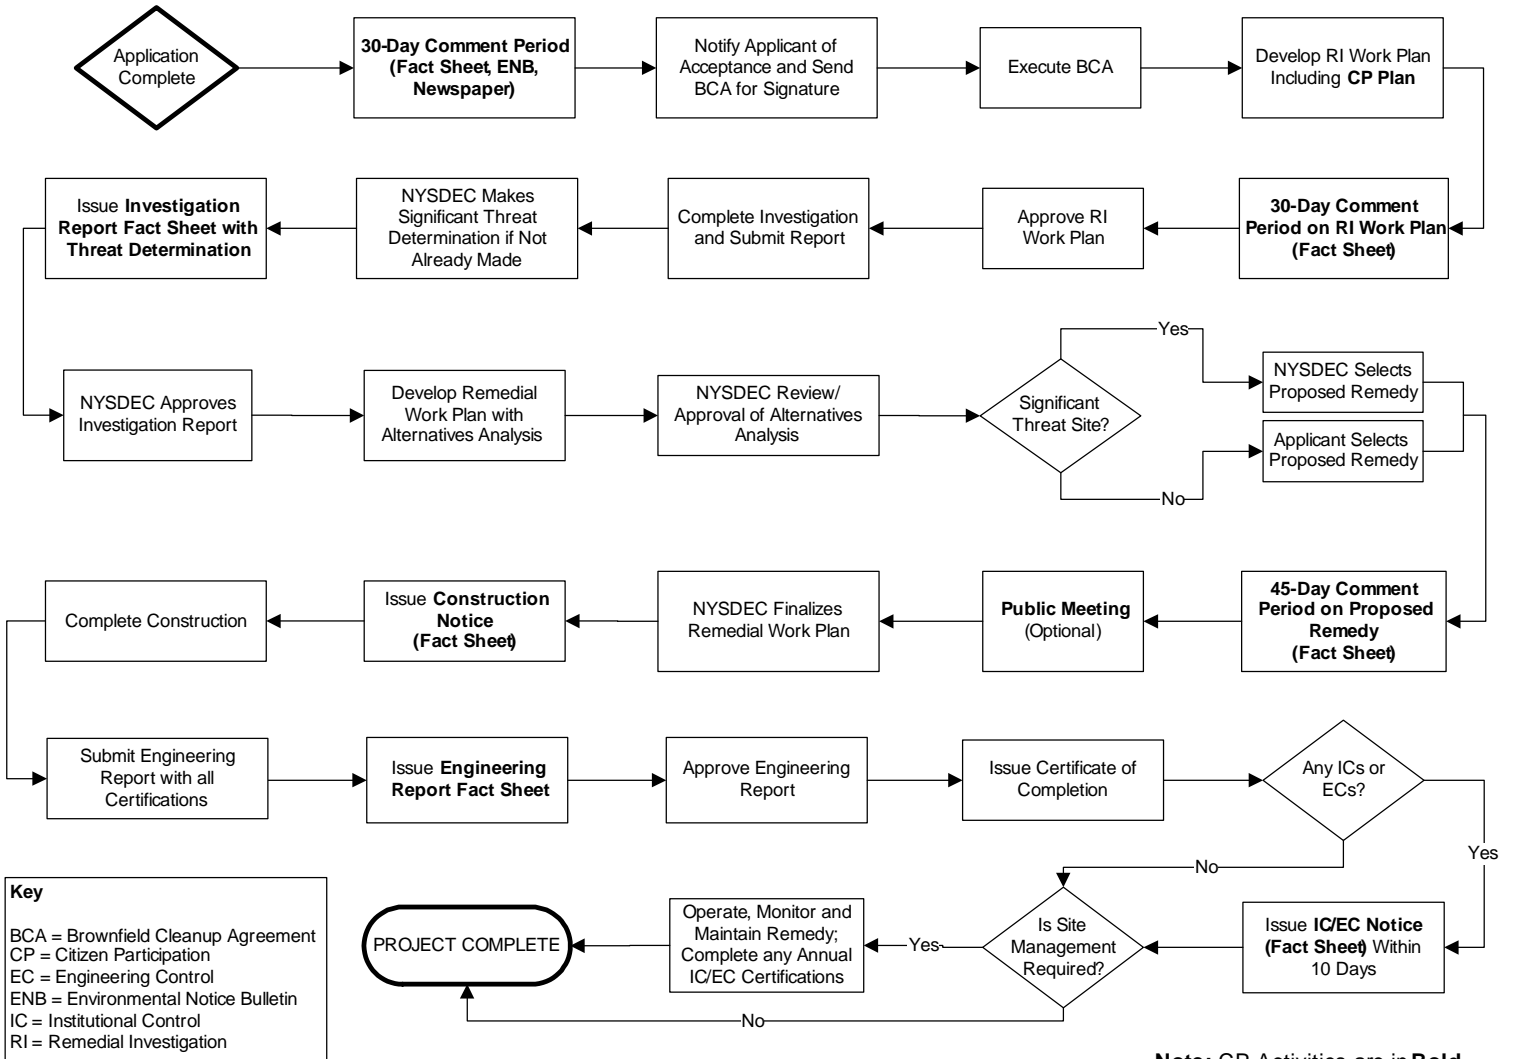 Application
Complete
30-Day Comment Period
(Fact Sheet, ENB,
Newspaper)
Notify Applicant of
Acceptance and Send
BCA for Signature
Execute BCA
Develop RI Work Plan
Including CP Plan
Issue Investigation
Report Fact Sheet with
Threat Determination
NYSDEC Makes
Significant Threat
Determination if Not
Already Made
Complete Investigation
and Submit Report
Approve RI
Work Plan
30-Day Comment
Period on RI Work Plan
(Fact Sheet)
NYSDEC Approves
Investigation Report
Develop Remedial
Work Plan with
Alternatives Analysis
NYSDEC Review/
Approval of Alternatives
Analysis
Significant
Threat Site?
Yes
No
NYSDEC Selects
Proposed Remedy
Applicant Selects
Proposed Remedy
Complete Construction
Issue Construction
Notice
(Fact Sheet)
NYSDEC Finalizes
Remedial Work Plan
Public Meeting
(Optional)
45-Day Comment
Period on Proposed
Remedy
(Fact Sheet)
Submit Engineering
Report with all
Certifications
Issue Engineering
Report Fact Sheet
Approve Engineering
Report
Issue Certificate of
Completion
Any ICs or
ECs?
Yes
No
Key
BCA = Brownfield Cleanup Agreement
CP = Citizen Participation
EC = Engineering Control
ENB = Environmental Notice Bulletin
IC = Institutional Control
RI = Remedial Investigation
PROJECT COMPLETE
Operate, Monitor and
Maintain Remedy;
Complete any Annual
IC/EC Certifications
Yes
Is Site
Management
Required?
Issue IC/EC Notice
(Fact Sheet) Within
10 Days
No
Note: CP Activities are in Bold